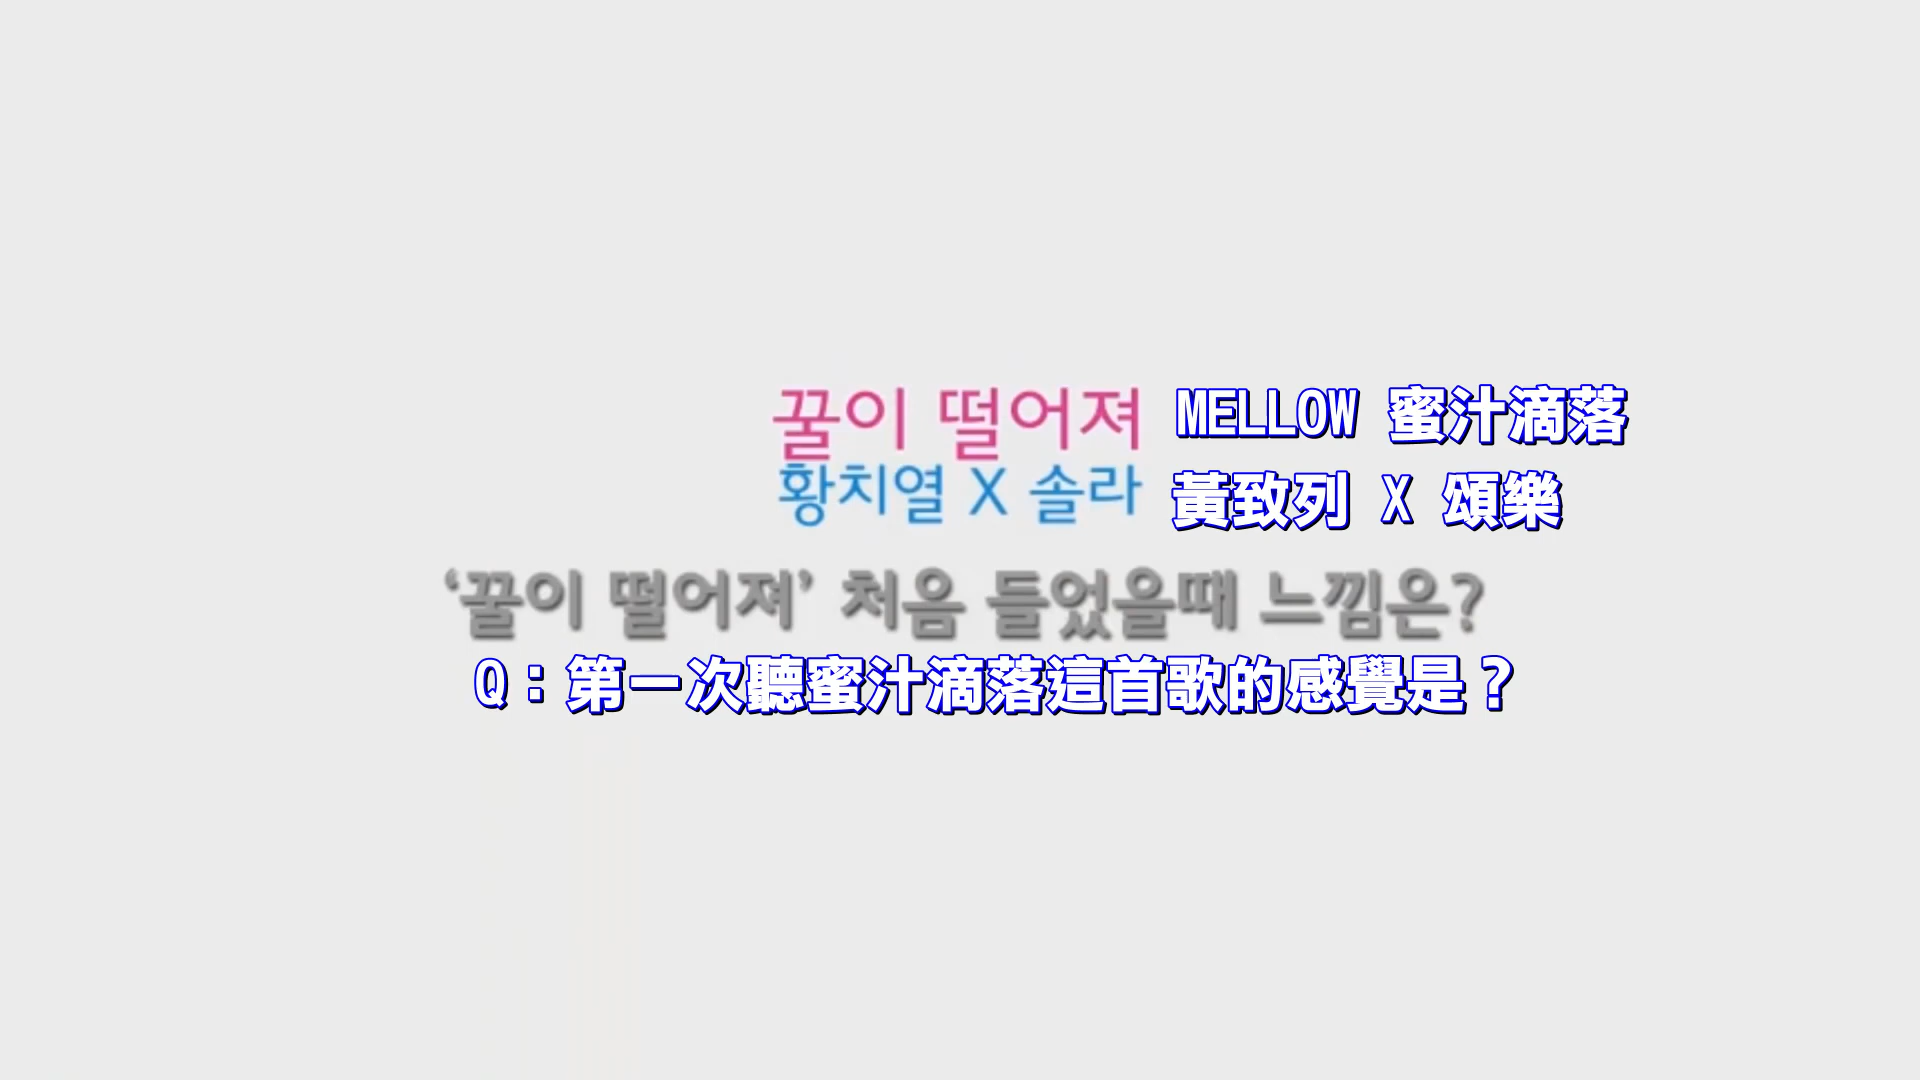 꿀이 떨어져 MELLOW 蜜汁滴落
황치열 X 솔라 黃致列 X 頌樂
‘꿀이 떨어져’ 처음 들었을때 느낌은?
Q：第一次聽蜜汁滴落這首歌的感覺是？